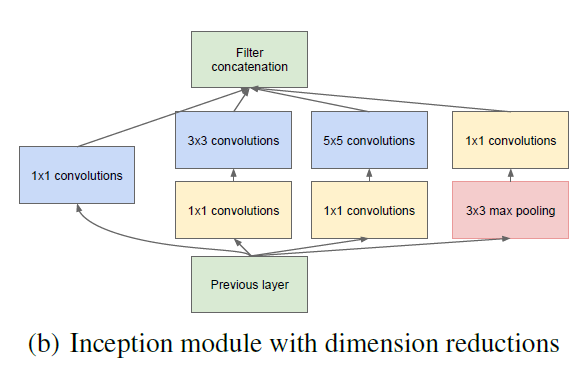 Filter
concatenation
3x3 convolutions
5x5 convolutions
1x1 convolutions
1x1 convolutions
1x1 convolutions
1x1 convolutions
3x3 max pooling
Previous layer
(b) Inception module with dimension reductions